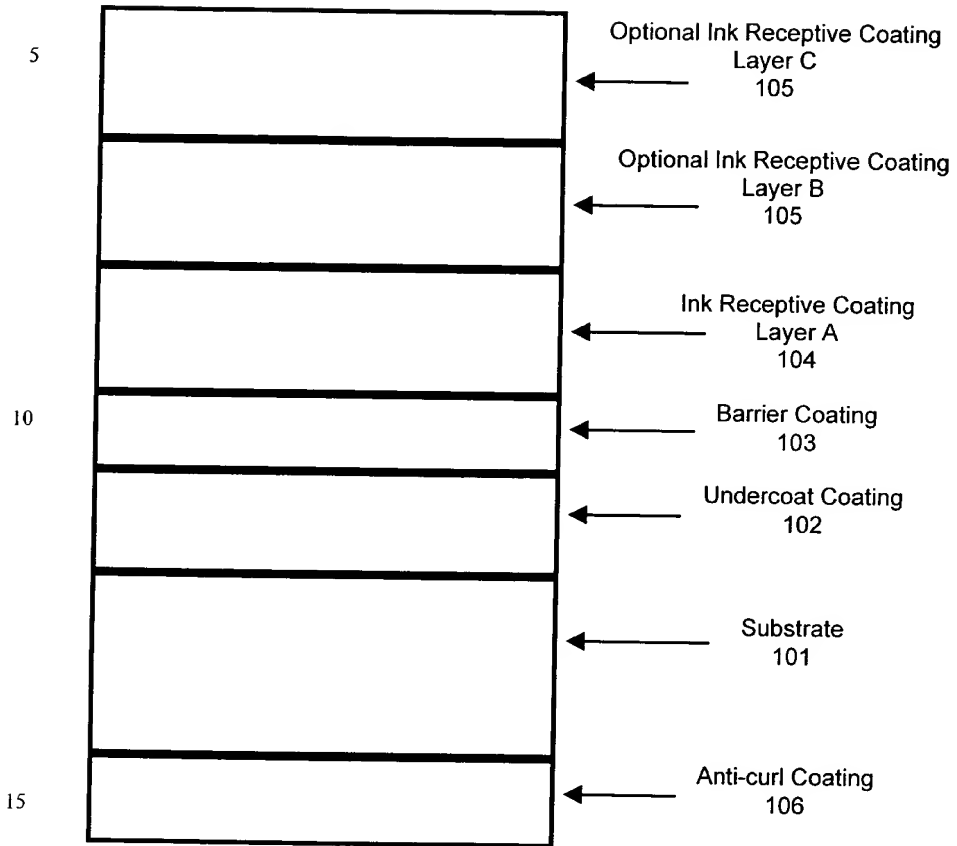 5
Optional Ink Receptive Coating
Layer C
105
Optional Ink Receptive Coating
Layer B
105
Ink Receptive Coating
Layer A
104
10
Barrier Coating
103
Undercoat Coating
102
Substrate
101
15
Anti-curl Coating
106